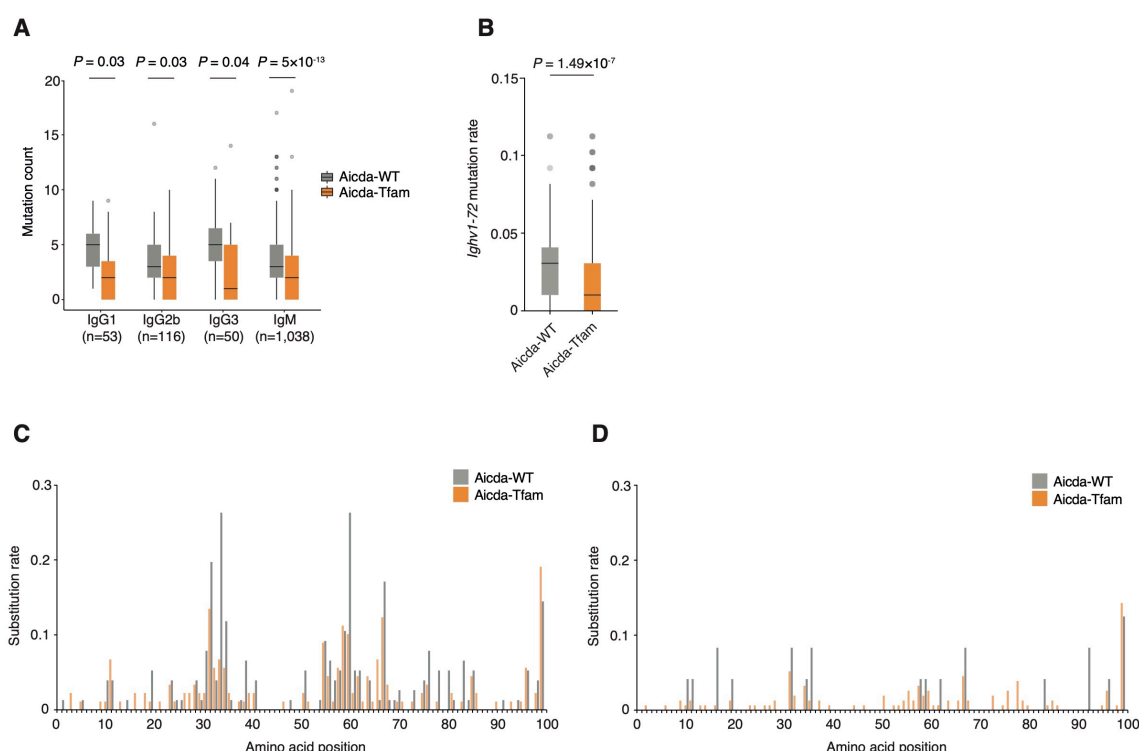 A
P = 0.03 P = 0.03 P = 0.04 P = 5×10-13
20
15
10
5
0
Mutation count
Aicda-WT
Aicda-Tfam
IgG1 IgG2b IgG3 IgM
(n=53) (n=116) (n=50) (n=1,038)
B
P = 1.49×10-7
0.15
0.1
0.05
0
Ighv1-72 mutation rate
Aicda-WT
Aicda-Tfam
C
Aicda-WT
Aicda-Tfam
0.3
0.2
0.1
0
Substitution rate
0 10 20 30 40 50 60 70 80 90 100
Amino acid position
D
Aicda-WT
Aicda-Tfam
0.3
0.2
0.1
0
Substitution rate
0 10 20 30 40 50 60 70 80 90 100
Amino acid position